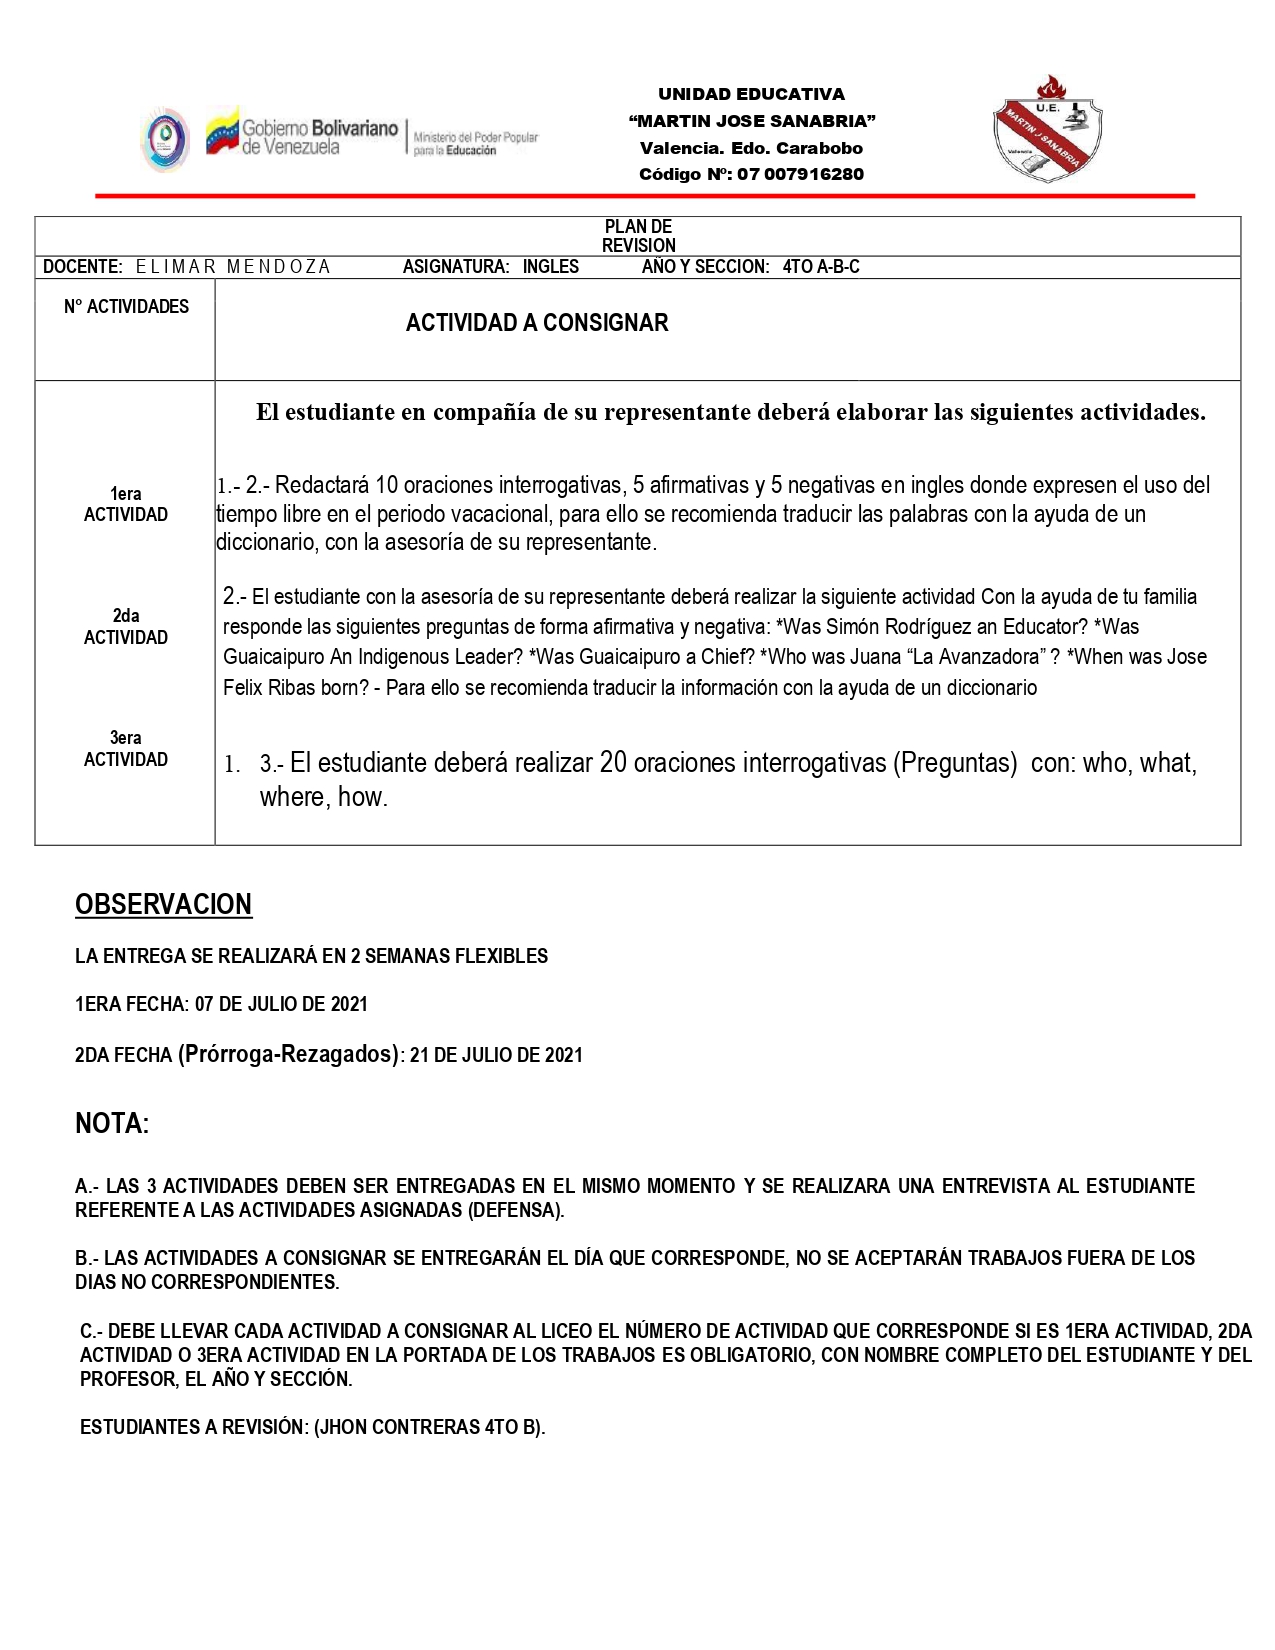 UNIDAD EDUCATIVA
“MARTIN JOSE SANABRIA”
Valencia. Edo. Carabobo
Código Nº: 07 007916280
Gobierno Bolivariano
de Venezuela
Ministerio del Poder Popular
para la Educación
U.E.
MARTIN J SANABRIA
Valencia
PLAN DE
REVISION
DOCENTE: ELIMAR MENDOZA ASIGNATURA: INGLES AÑO Y SECCION: 4TO A-B-C
N° ACTIVIDADES
ACTIVIDAD A CONSIGNAR
El estudiante en compañía de su representante deberá elaborar las siguientes actividades.
1era
ACTIVIDAD
1.- 2.- Redactará 10 oraciones interrogativas, 5 afirmativas y 5 negativas en ingles donde expresen el uso del
tiempo libre en el periodo vacacional, para ello se recomienda traducir las palabras con la ayuda de un
diccionario, con la asesoría de su representante.
2da
ACTIVIDAD
2.- El estudiante con la asesoría de su representante deberá realizar la siguiente actividad Con la ayuda de tu familia
responde las siguientes preguntas de forma afirmativa y negativa: *Was Simón Rodríguez an Educator? *Was
Guaicaipuro An Indigenous Leader? *Was Guaicaipuro a Chief? *Who was Juana “La Avanzadora” ? *When was Jose
Felix Ribas born? - Para ello se recomienda traducir la información con la ayuda de un diccionario
3era
ACTIVIDAD
1. 3.- El estudiante deberá realizar 20 oraciones interrogativas (Preguntas) con: who, what,
where, how.
OBSERVACION
LA ENTREGA SE REALIZARÁ EN 2 SEMANAS FLEXIBLES
1ERA FECHA: 07 DE JULIO DE 2021
2DA FECHA (Prórroga-Rezagados): 21 DE JULIO DE 2021
NOTA:
A.- LAS 3 ACTIVIDADES DEBEN SER ENTREGADAS EN EL MISMO MOMENTO Y SE REALIZARA UNA ENTREVISTA AL ESTUDIANTE
REFERENTE A LAS ACTIVIDADES ASIGNADAS (DEFENSA).
B.- LAS ACTIVIDADES A CONSIGNAR SE ENTREGARÁN EL DÍA QUE CORRESPONDE, NO SE ACEPTARÁN TRABAJOS FUERA DE LOS
DIAS NO CORRESPONDIENTES.
C.- DEBE LLEVAR CADA ACTIVIDAD A CONSIGNAR AL LICEO EL NÚMERO DE ACTIVIDAD QUE CORRESPONDE SI ES 1ERA ACTIVIDAD, 2DA
ACTIVIDAD O 3ERA ACTIVIDAD EN LA PORTADA DE LOS TRABAJOS ES OBLIGATORIO, CON NOMBRE COMPLETO DEL ESTUDIANTE Y DEL
PROFESOR, EL AÑO Y SECCIÓN.
ESTUDIANTES A REVISIÓN: (JHON CONTRERAS 4TO B).